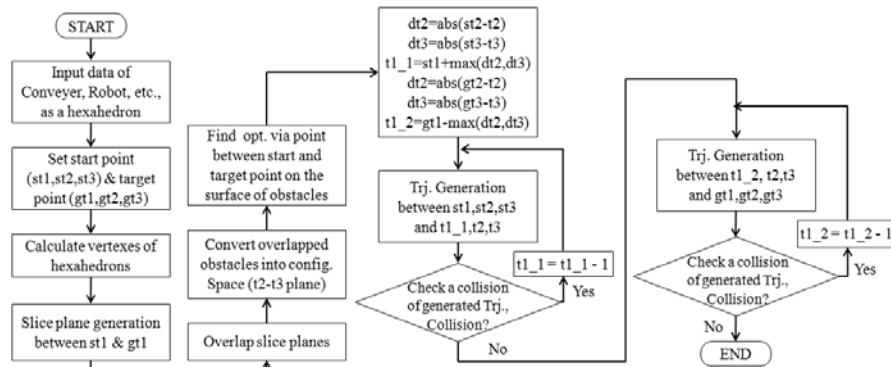 START
Input data of
Conveyer, Robot, etc.,
as a hexahedron
Set start point
(st1,st2,st3) & target
point (gt1,gt2,gt3)
Calculate vertexes of
hexahedrons
Slice plane generation
between st1 & gt1
Overlap slice planes
Convert overlapped
obstacles into config.
Space (t2-t3 plane)
Find opt. via point
between start and
target point on the
surface of obstacles
dt2=abs(st2-t2)
dt3=abs(st3-t3)
t1_1=st1+max(dt2,dt3)
dt2=abs(gt2-t2)
dt3=abs(gt3-t3)
t1_2=gt1-max(dt2,dt3)
Trj. Generation
between st1,st2,st3
and t1_1,t2,t3
Check a collision
of generated Trj.,
Collision?
Yes
t1_1 = t1_1 - 1
No
Trj. Generation
between t1_2, t2,t3
and gt1,gt2,gt3
Check a collision
of generated Trj.,
Collision?
Yes
t1_2 = t1_2 - 1
No
END